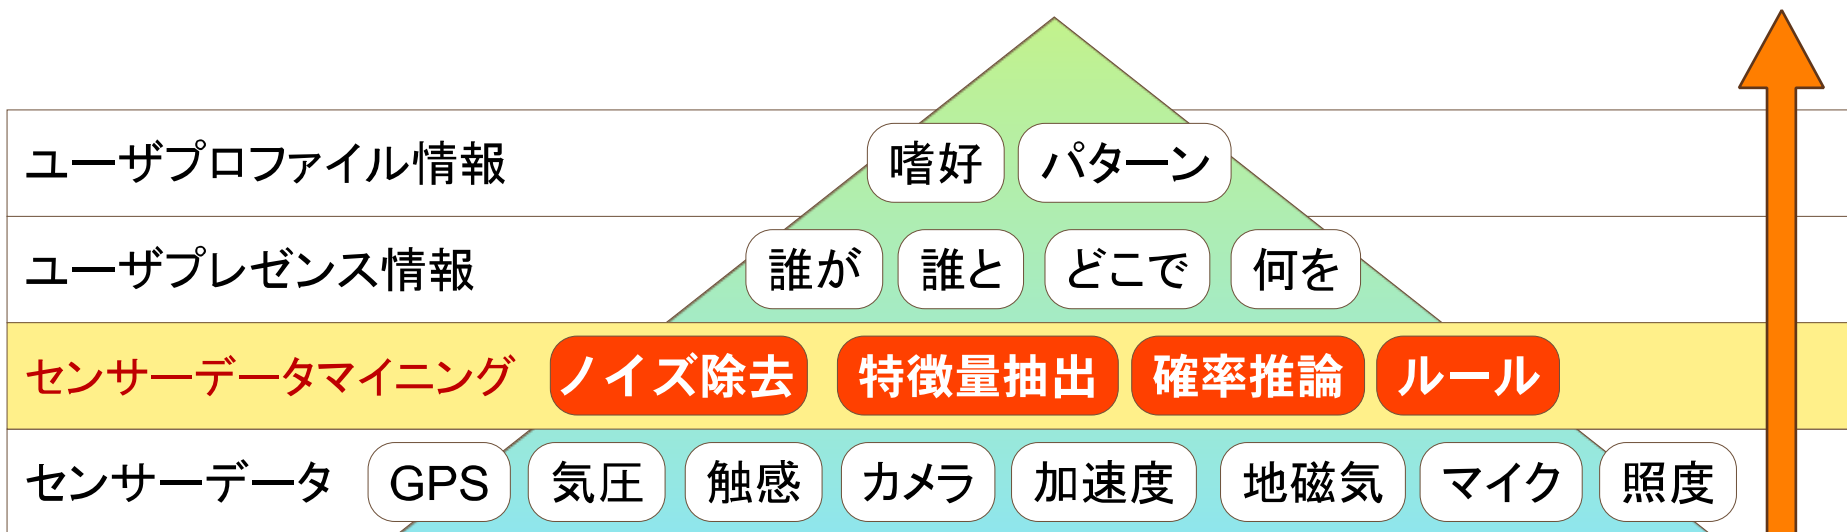 ユーザプロファイル情報 嗜好 パターン
ユーザプレゼンス情報 誰が 誰と どこで 何を
センサーデータマイニング ノイズ除去 特徴量抽出 確率推論 ルール
センサーデータ GPS 気圧 触感 カメラ 加速度 地磁気 マイク 照度